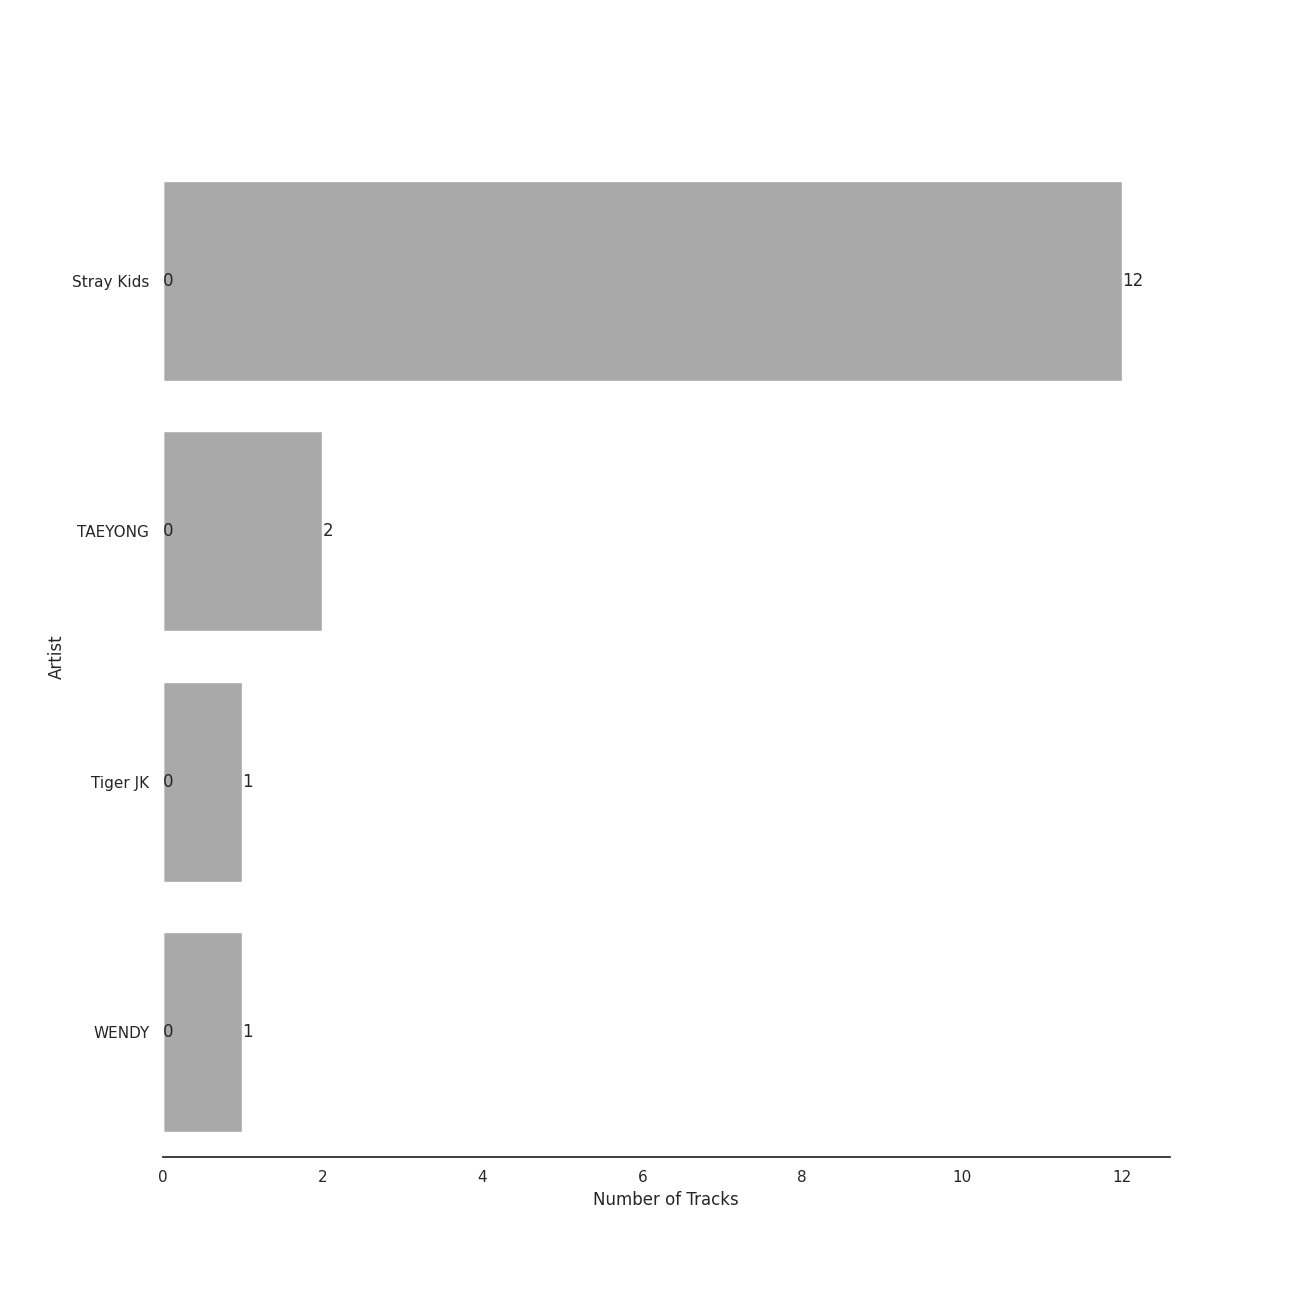 Stray Kids 0 12
TAEYONG 0 2
Artist
Tiger JK 0 1
WENDY 0 1
0 2 4 6 8 10 12
Number of Tracks